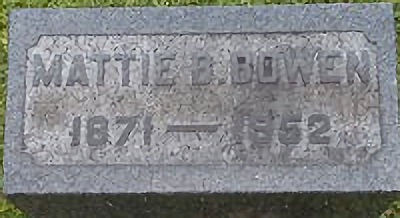 MATTIE B. BOWEN
1871 — 1952